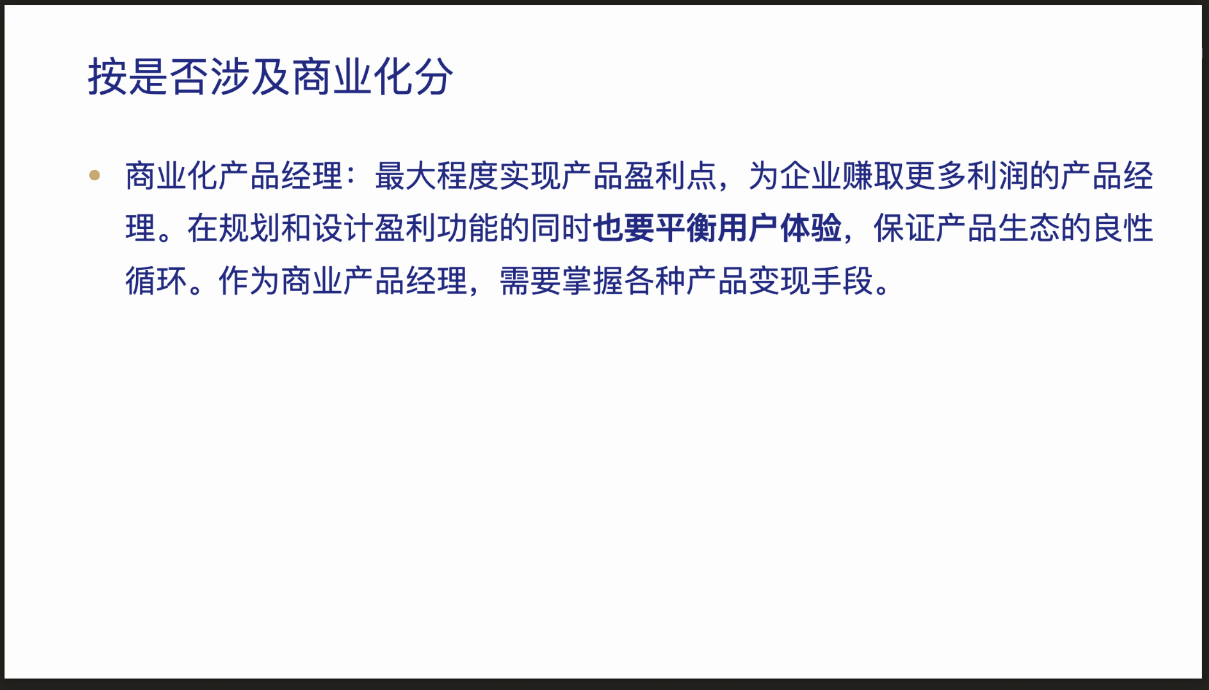 按是否涉及商业化分
商业化产品经理：最大程度实现产品盈利点，为企业赚取更多利润的产品经
理。在规划和设计盈利功能的同时也要平衡用户体验，保证产品生态的良性
循环。作为商业产品经理，需要掌握各种产品变现手段。